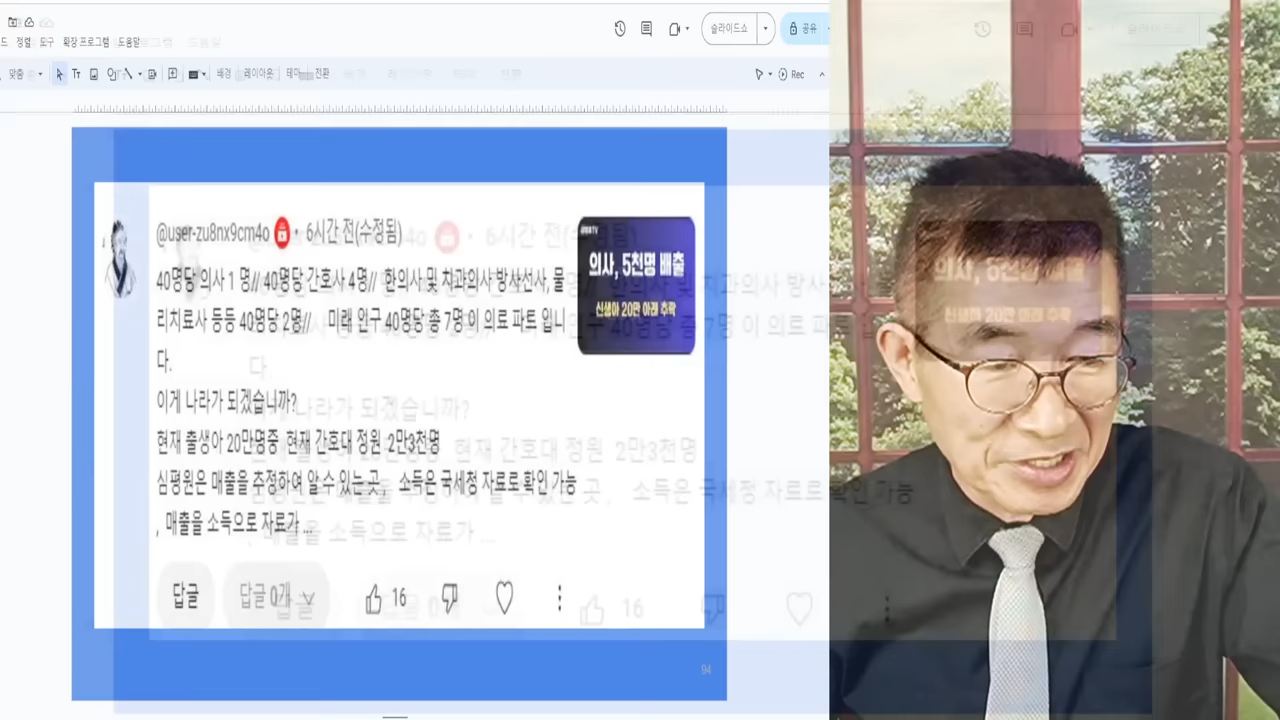 드 정렬 도구 확장 프로그램 도움말
슬라이드쇼
공유
맞춤
배경 레이아웃 테마 전환
Rec
@user-zu8nx9cm4o · 6시간 전(수정됨)
40명당 의사 1 명// 40명당 간호사 4명// 한의사 및 치과의사 방사선사, 물
리치료사 등등 40명당 2명// 미래 인구 40명당 총 7명 이 의료 파트 입니
다.
이게 나라가 되겠습니까?
현재 출생아 20만명중 현재 간호대 정원 2만3천명
심평원은 매출을 추정하여 알 수 있는 곳, 소득은 국세청 자료로 확인 가능
, 매출을 소득으로 자료가 ...
의사, 5천명 배출
신생아 20만 아래 추락
답글
답글 0개
16
94